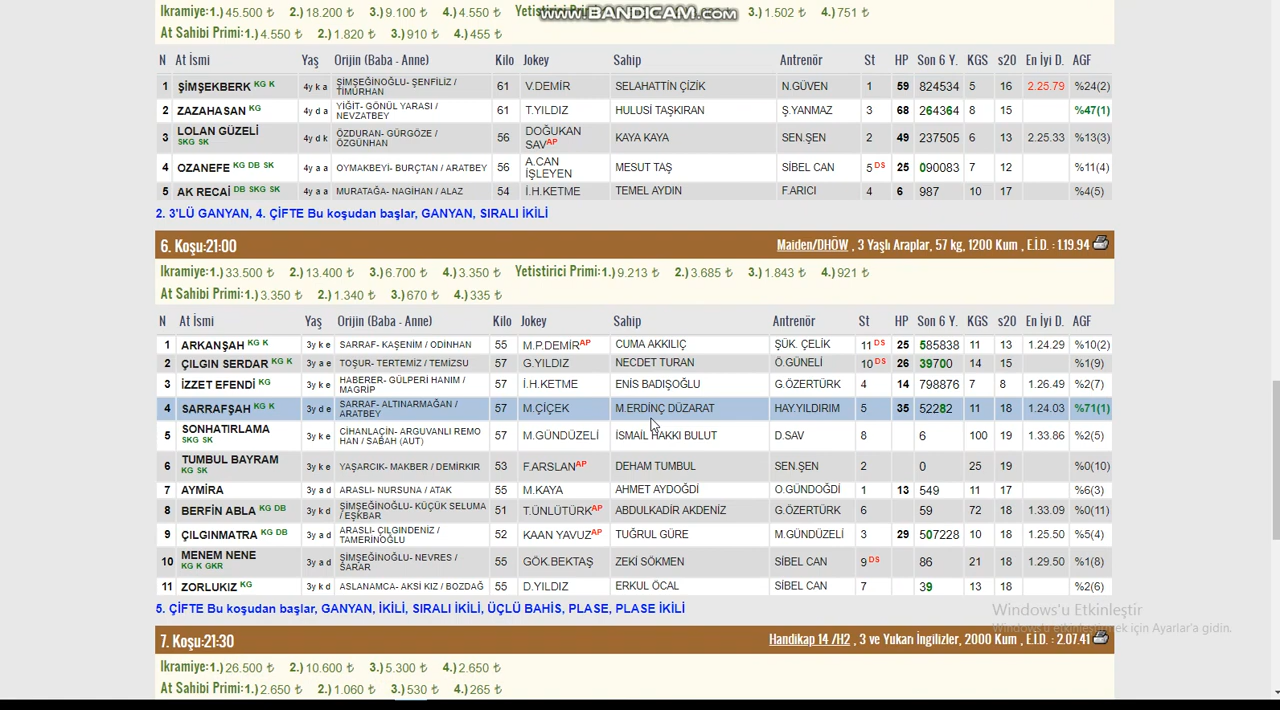 www.BANDICAM.com
İkramiye:1.) 45.500 ₺ 2.) 18.200 ₺ 3.) 9.100 ₺ 4.) 4.550 ₺ Yetistirici 3.) 1.502 ₺ 4.) 751 ₺
At Sahibi Primi: 1.) 4.550 ₺ 2.) 1.820 ₺ 3.) 910 ₺ 4.) 455 ₺
N At İsmi Yaş Orijin (Baba - Anne) Kilo Jokey Sahip Antrenör St HP Son 6 Y. KGS s20 En İyi D. AGF
1 ŞİMŞEKBERK KG K 4y k a ŞİMŞEĞİNOĞLU- ŞENFİLİZ / TİMURHAN 61 V.DEMİR SELAHATTİN ÇİZİK N.GÜVEN 1 59 824534 5 16 2.25.79 %24(2)
2 ZAZAHASAN KG 4y d a YİĞİT- GÖNÜL YARASI / NEVZATBEY 61 T.YILDIZ HULUSİ TAŞKIRAN Ş.YANMAZ 3 68 264364 8 15 %47(1)
3 LOLAN GÜZELİ SKG SK 4y d k ÖZDURAN- GÜRGÖZE / ÖZGÜNHAN 56 DOĞUKAN SAV AP KAYA KAYA SEN.ŞEN 2 49 237505 6 13 2.25.33 %13(3)
4 OZANEFE KG DB SK 4y a a OYMAKBEYİ- BURÇTAN / ARATBEY 56 A.CAN İŞLEYEN MESUT TAŞ SİBEL CAN 5 DS 25 090083 7 12 %11(4)
5 AK RECAİ DB SKG SK 4y a a MURATAĞA- NAGİHAN / ALAZ 54 İ.H.KETME TEMEL AYDIN F.ARICI 4 6 987 10 17 %4(5)
2. 3'LÜ GANYAN, 4. ÇİFTE Bu koşudan başlar, GANYAN, SIRALI İKİLİ
6. Koşu:21:00 Maiden/DHÖW , 3 Yaşlı Araplar, 57 kg, 1200 Kum , E.İ.D. : 1.19.94
İkramiye:1.) 33.500 ₺ 2.) 13.400 ₺ 3.) 6.700 ₺ 4.) 3.350 ₺ Yetistirici Primi: 1.) 9.213 ₺ 2.) 3.685 ₺ 3.) 1.843 ₺ 4.) 921 ₺
At Sahibi Primi: 1.) 3.350 ₺ 2.) 1.340 ₺ 3.) 670 ₺ 4.) 335 ₺
N At İsmi Yaş Orijin (Baba - Anne) Kilo Jokey Sahip Antrenör St HP Son 6 Y. KGS s20 En İyi D. AGF
1 ARKANŞAH KG K 3y k e SARRAF- KAŞENİM / ODİNHAN 55 M.P.DEMİR AP CUMA AKKILIÇ ŞÜK. ÇELİK 11 DS 25 585838 11 13 1.24.29 %10(2)
2 ÇILGIN SERDAR KG K 3y a e TOŞUR- TERTEMİZ / TEMİZSU 57 G.YILDIZ NECDET TURAN Ö.GÜNELİ 10 DS 26 39700 14 15 %1(9)
3 İZZET EFENDİ KG 3y a e HABERER- GÜLPERİ HANIM / MAGRİP 57 İ.H.KETME ENİS BADIŞOĞLU G.ÖZERTÜRK 4 14 798876 7 8 1.26.49 %2(7)
4 SARRAFŞAH KG K 3y d e SARRAF- ALTINARMAĞAN / ARATBEY 57 M.ÇİÇEK M.ERDİNÇ DÜZARAT HAY.YILDIRIM 5 35 52282 11 18 1.24.03 %71(1)
5 SONHATIRLAMA SKG SK 3y k e CİHANLAÇİN- ARGUVANLI REMO HAN / SABAH (AUT) 57 M.GÜNDÜZELİ İSMAİL HAKKI BULUT D.SAV 8 6 100 19 1.33.86 %2(5)
6 TUMBUL BAYRAM KG SK 3y k e YAŞARCIK- MAKBER / DEMİRKIR 53 F.ARSLAN AP DEHAM TUMBUL SEN.ŞEN 2 0 25 19 %0(10)
7 AYMİRA 3y a d ARASLI- NURSUNA / ATAK 55 M.KAYA AHMET AYDOĞDİ O.GÜNDOĞDİ 1 13 549 11 17 %6(3)
8 BERFİN ABLA KG DB 3y k d ŞİMŞEĞİNOĞLU- KÜÇÜK SELUMA / EŞKBAR 51 T.ÜNLÜTÜRK AP ABDULKADİR AKDENİZ G.ÖZERTÜRK 6 59 72 18 1.33.09 %0(11)
9 ÇILGINMATRA KG DB 3y a d ARASLI- ÇILGINDENİZ / TAMERİNOĞLU 52 KAAN YAVUZ AP TUĞRUL GÜRE M.GÜNDÜZELİ 3 29 507228 10 18 1.25.50 %5(4)
10 MENEM NENE KG K GKR 3y a d ŞİMŞEĞİNOĞLU- NEVRES / ŞARAR 55 GÖK.BEKTAŞ ZEKİ SÖKMEN SİBEL CAN 9 DS 86 21 18 1.29.50 %1(8)
11 ZORLUKIZ KG 3y k d ASLANAMCA- AKSİ KIZ / BOZDAĞ 55 D.YILDIZ ERKUL ÖCAL SİBEL CAN 7 39 13 18 %2(6)
5. ÇİFTE Bu koşudan başlar, GANYAN, İKİLİ, SIRALI İKİLİ, ÜÇLÜ BAHİS, PLASE, PLASE İKİLİ
Windows'u Etkinleştir
Windows'u etkinleştirmek için Ayarlar'a gidin.
7. Koşu:21:30 Handikap 14 /H2 , 3 ve Yukarı İngilizler, 2000 Kum , E.İ.D. : 2.07.41
İkramiye:1.) 26.500 ₺ 2.) 10.600 ₺ 3.) 5.300 ₺ 4.) 2.650 ₺
At Sahibi Primi: 1.) 2.650 ₺ 2.) 1.060 ₺ 3.) 530 ₺ 4.) 265 ₺